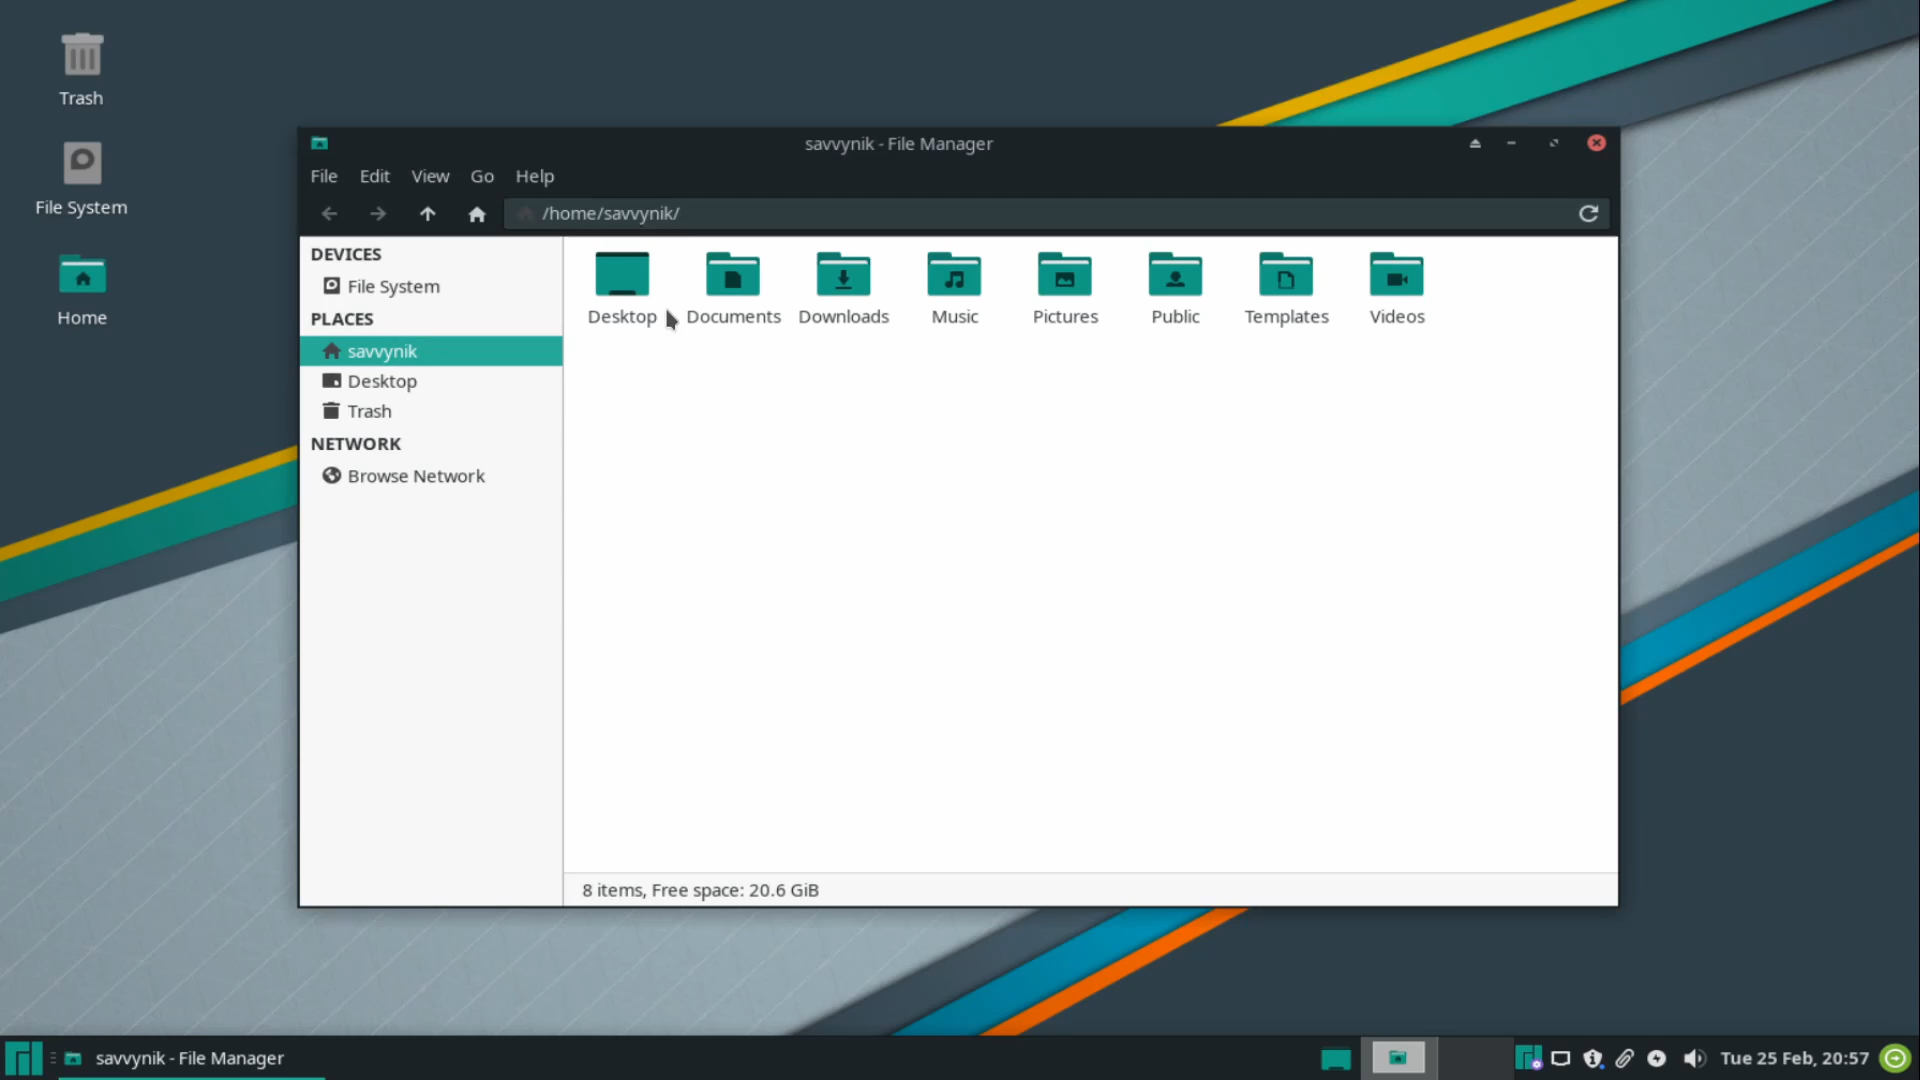 Trash
File System
Home
savvynik - File Manager
File Edit View Go Help
/home/savvynik/
DEVICES
File System
PLACES
savvynik
Desktop
Trash
NETWORK
Browse Network
Desktop Documents Downloads Music Pictures Public Templates Videos
8 items, Free space: 20.6 GiB
savvynik - File Manager
Tue 25 Feb, 20:57